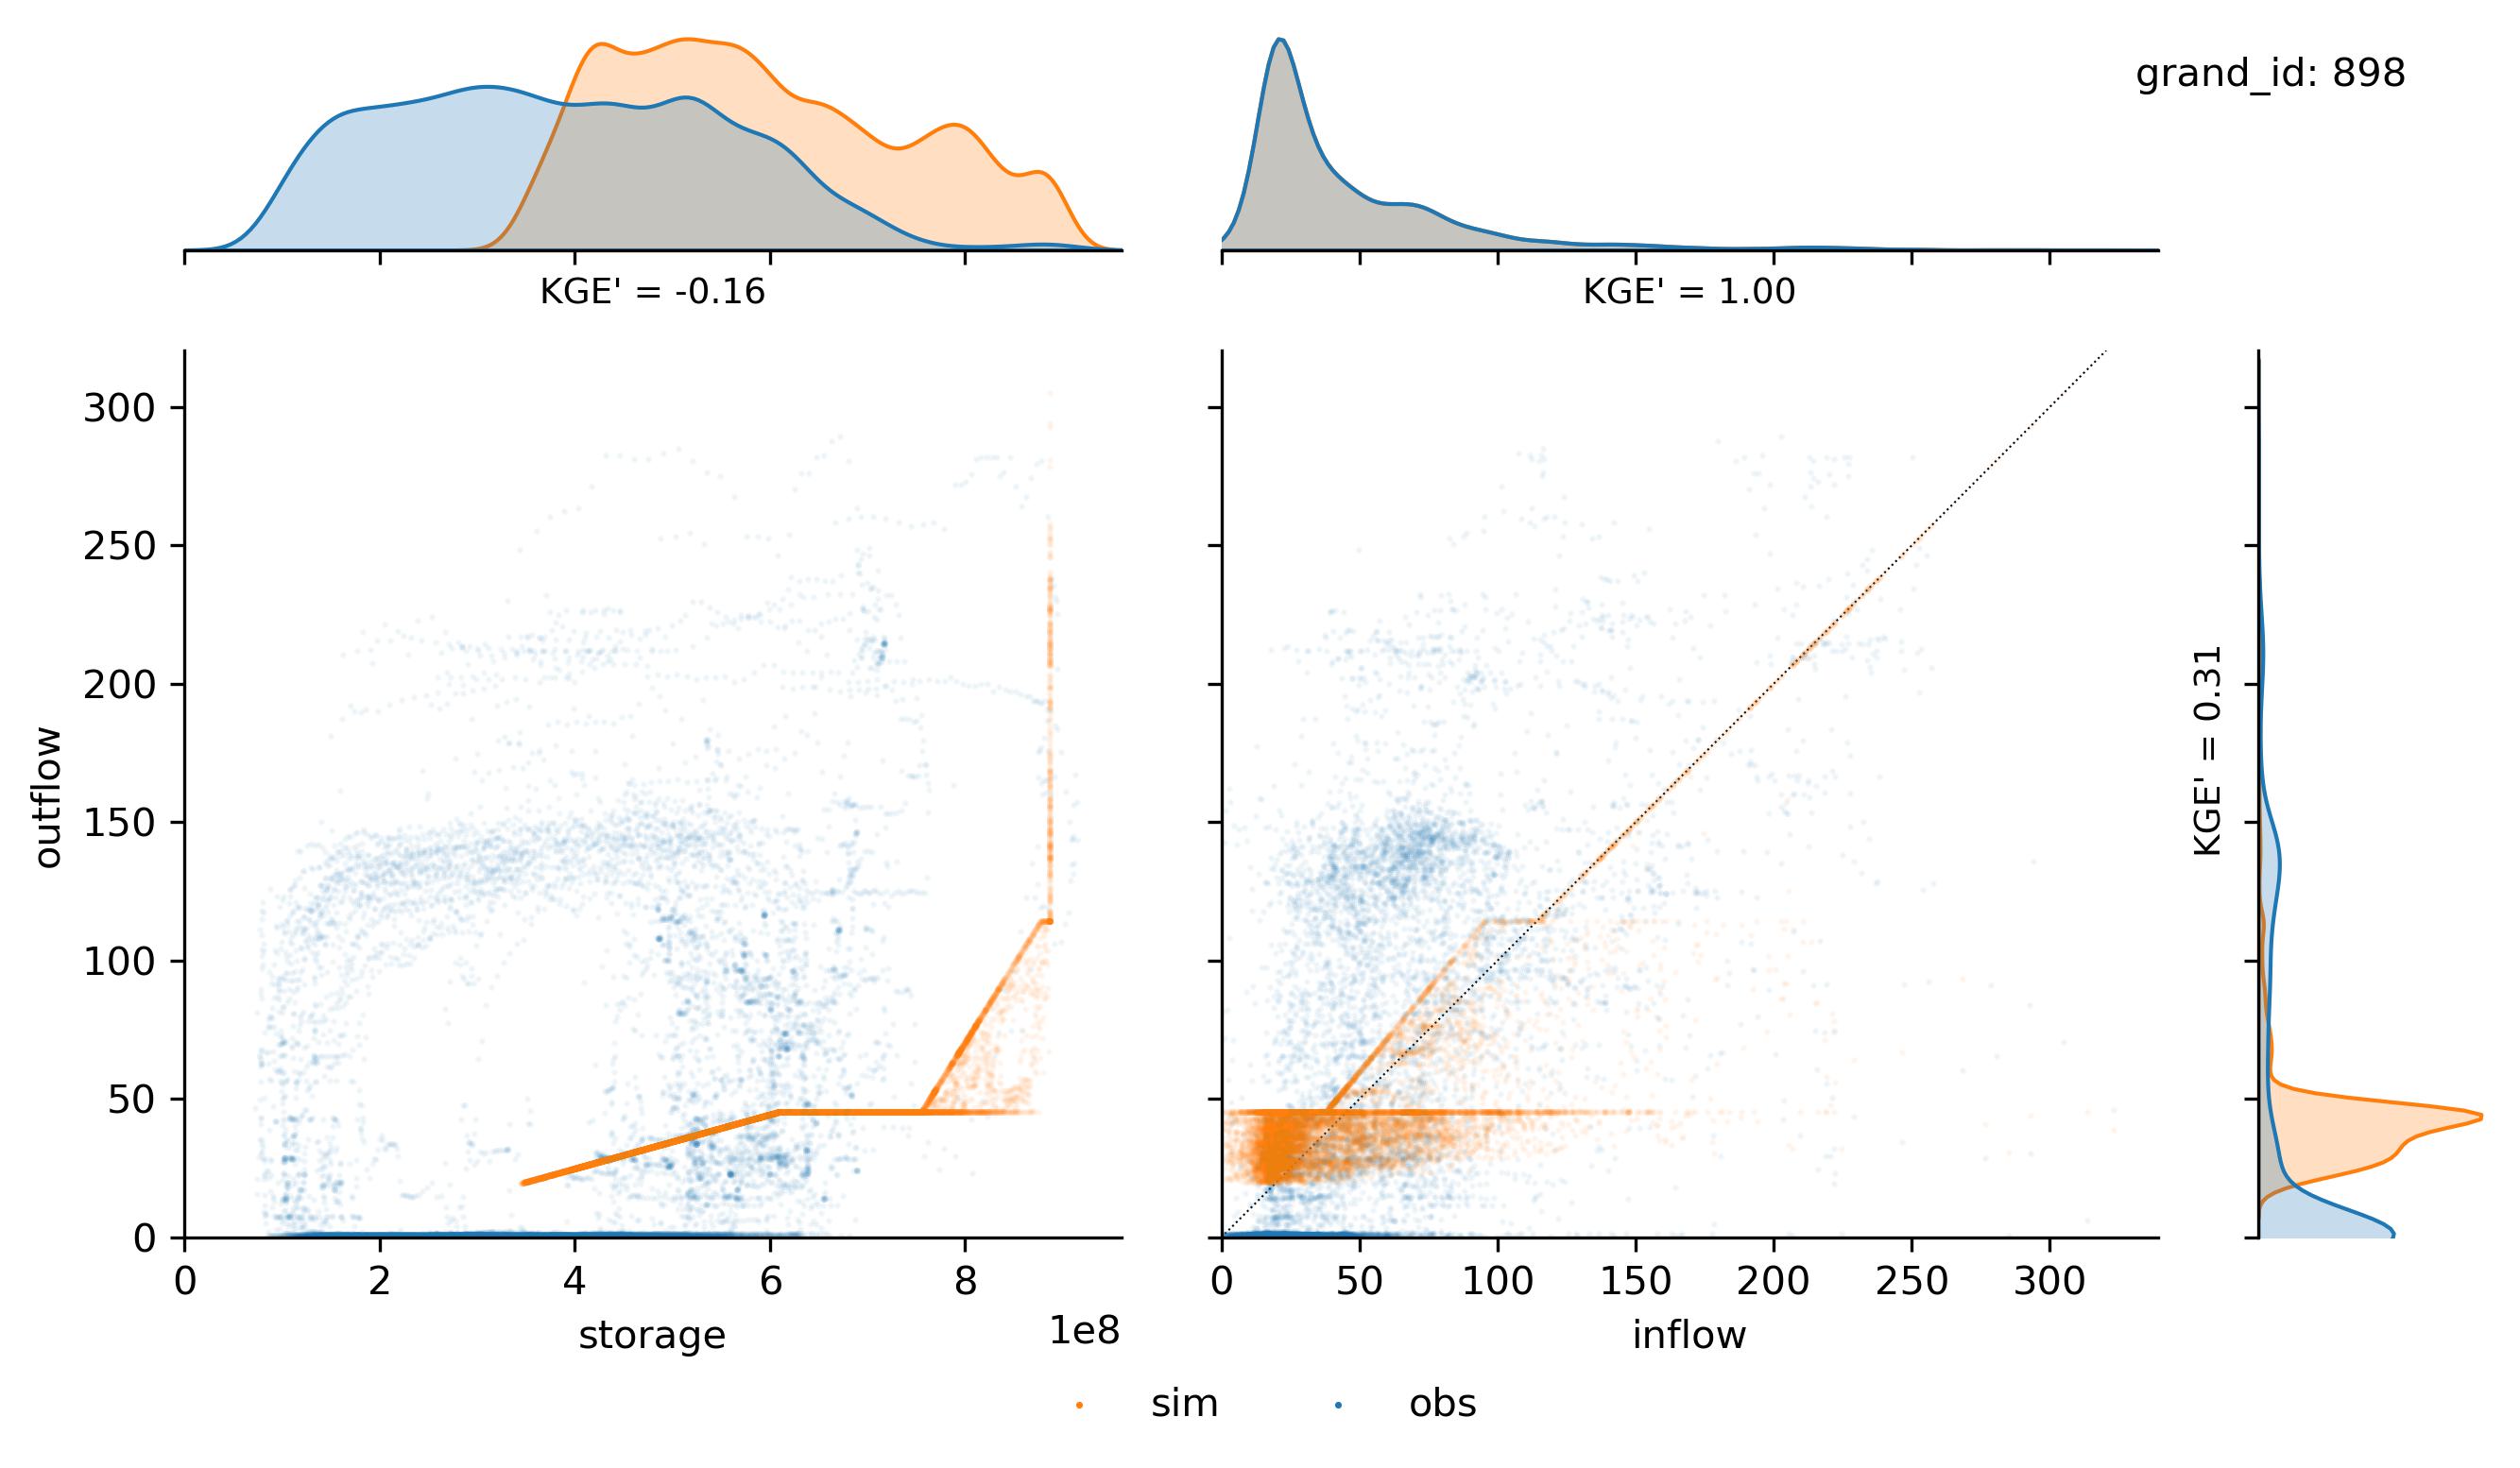 grand_id: 898
KGE' = -0.16
KGE' = 1.00
300
250
200
150
100
50
0
outflow
KGE' = 0.31
0 2 4 6 8
0 50 100 150 200 250 300
1e8
storage
inflow
sim obs